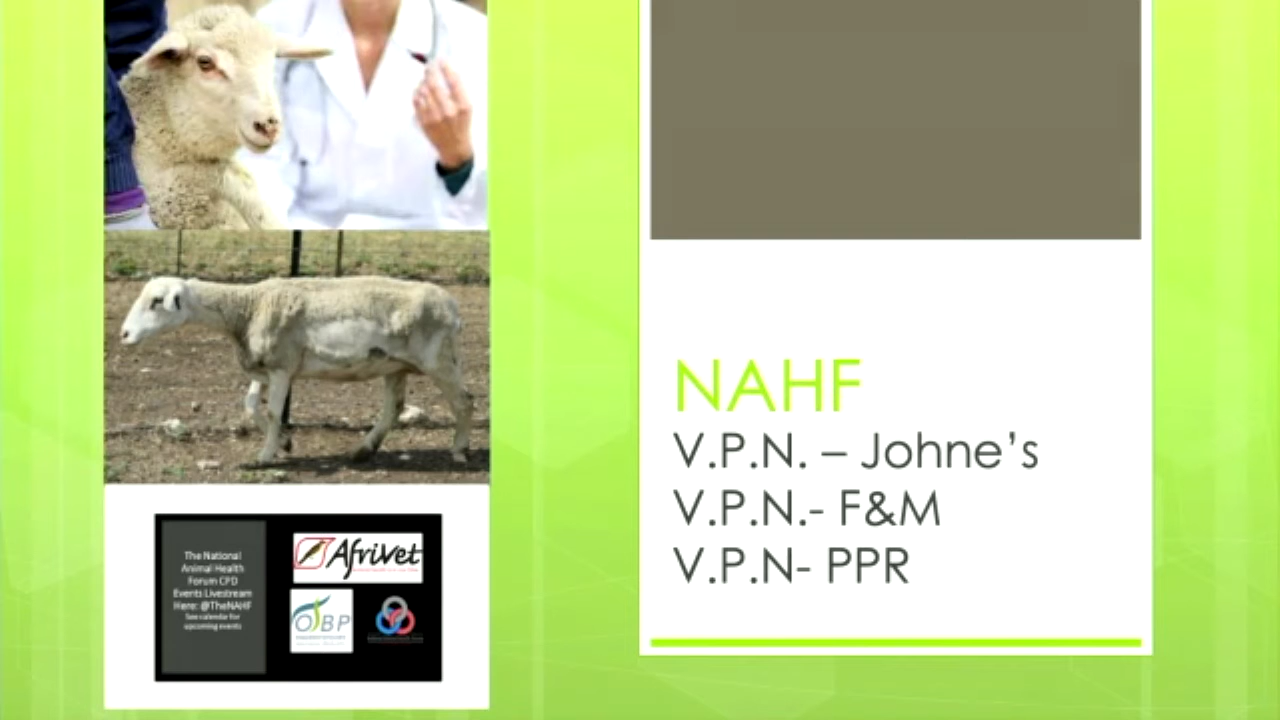 NAHF
V.P.N. – Johne’s
V.P.N.- F&M
V.P.N- PPR
The National
Animal Health
Forum CPD
Events Livestream
Here: @TheNAHF
See calendar for
upcoming events
AfriVet
OBP